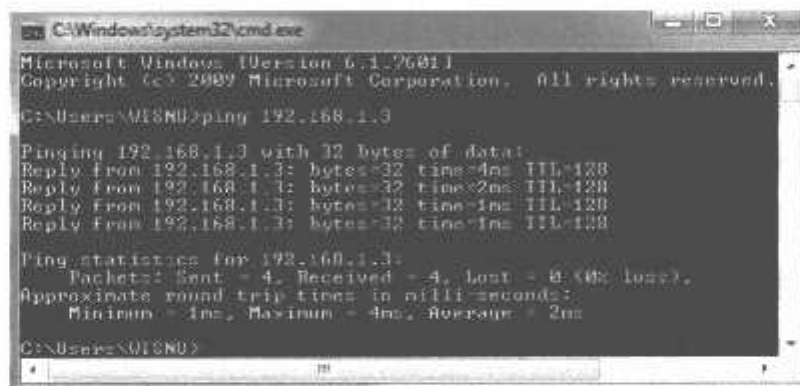 C:\Windows\system32\cmd.exe
Microsoft Windows [Version 6.1.7601]
Copyright (c) 2009 Microsoft Corporation. All rights reserved.
C:\Users\WISNU>ping 192.168.1.3
Pinging 192.168.1.3 with 32 bytes of data:
Reply from 192.168.1.3: bytes=32 time=4ms TTL=128
Reply from 192.168.1.3: bytes=32 time=2ms TTL=128
Reply from 192.168.1.3: bytes=32 time=1ms TTL=128
Reply from 192.168.1.3: bytes=32 time=1ms TTL=128
Ping statistics for 192.168.1.3:
Packets: Sent = 4, Received = 4, Lost = 0 (0% loss),
Approximate round trip times in milli-seconds:
Minimum = 1ms, Maximum = 4ms, Average = 2ms
C:\Users\WISNU>